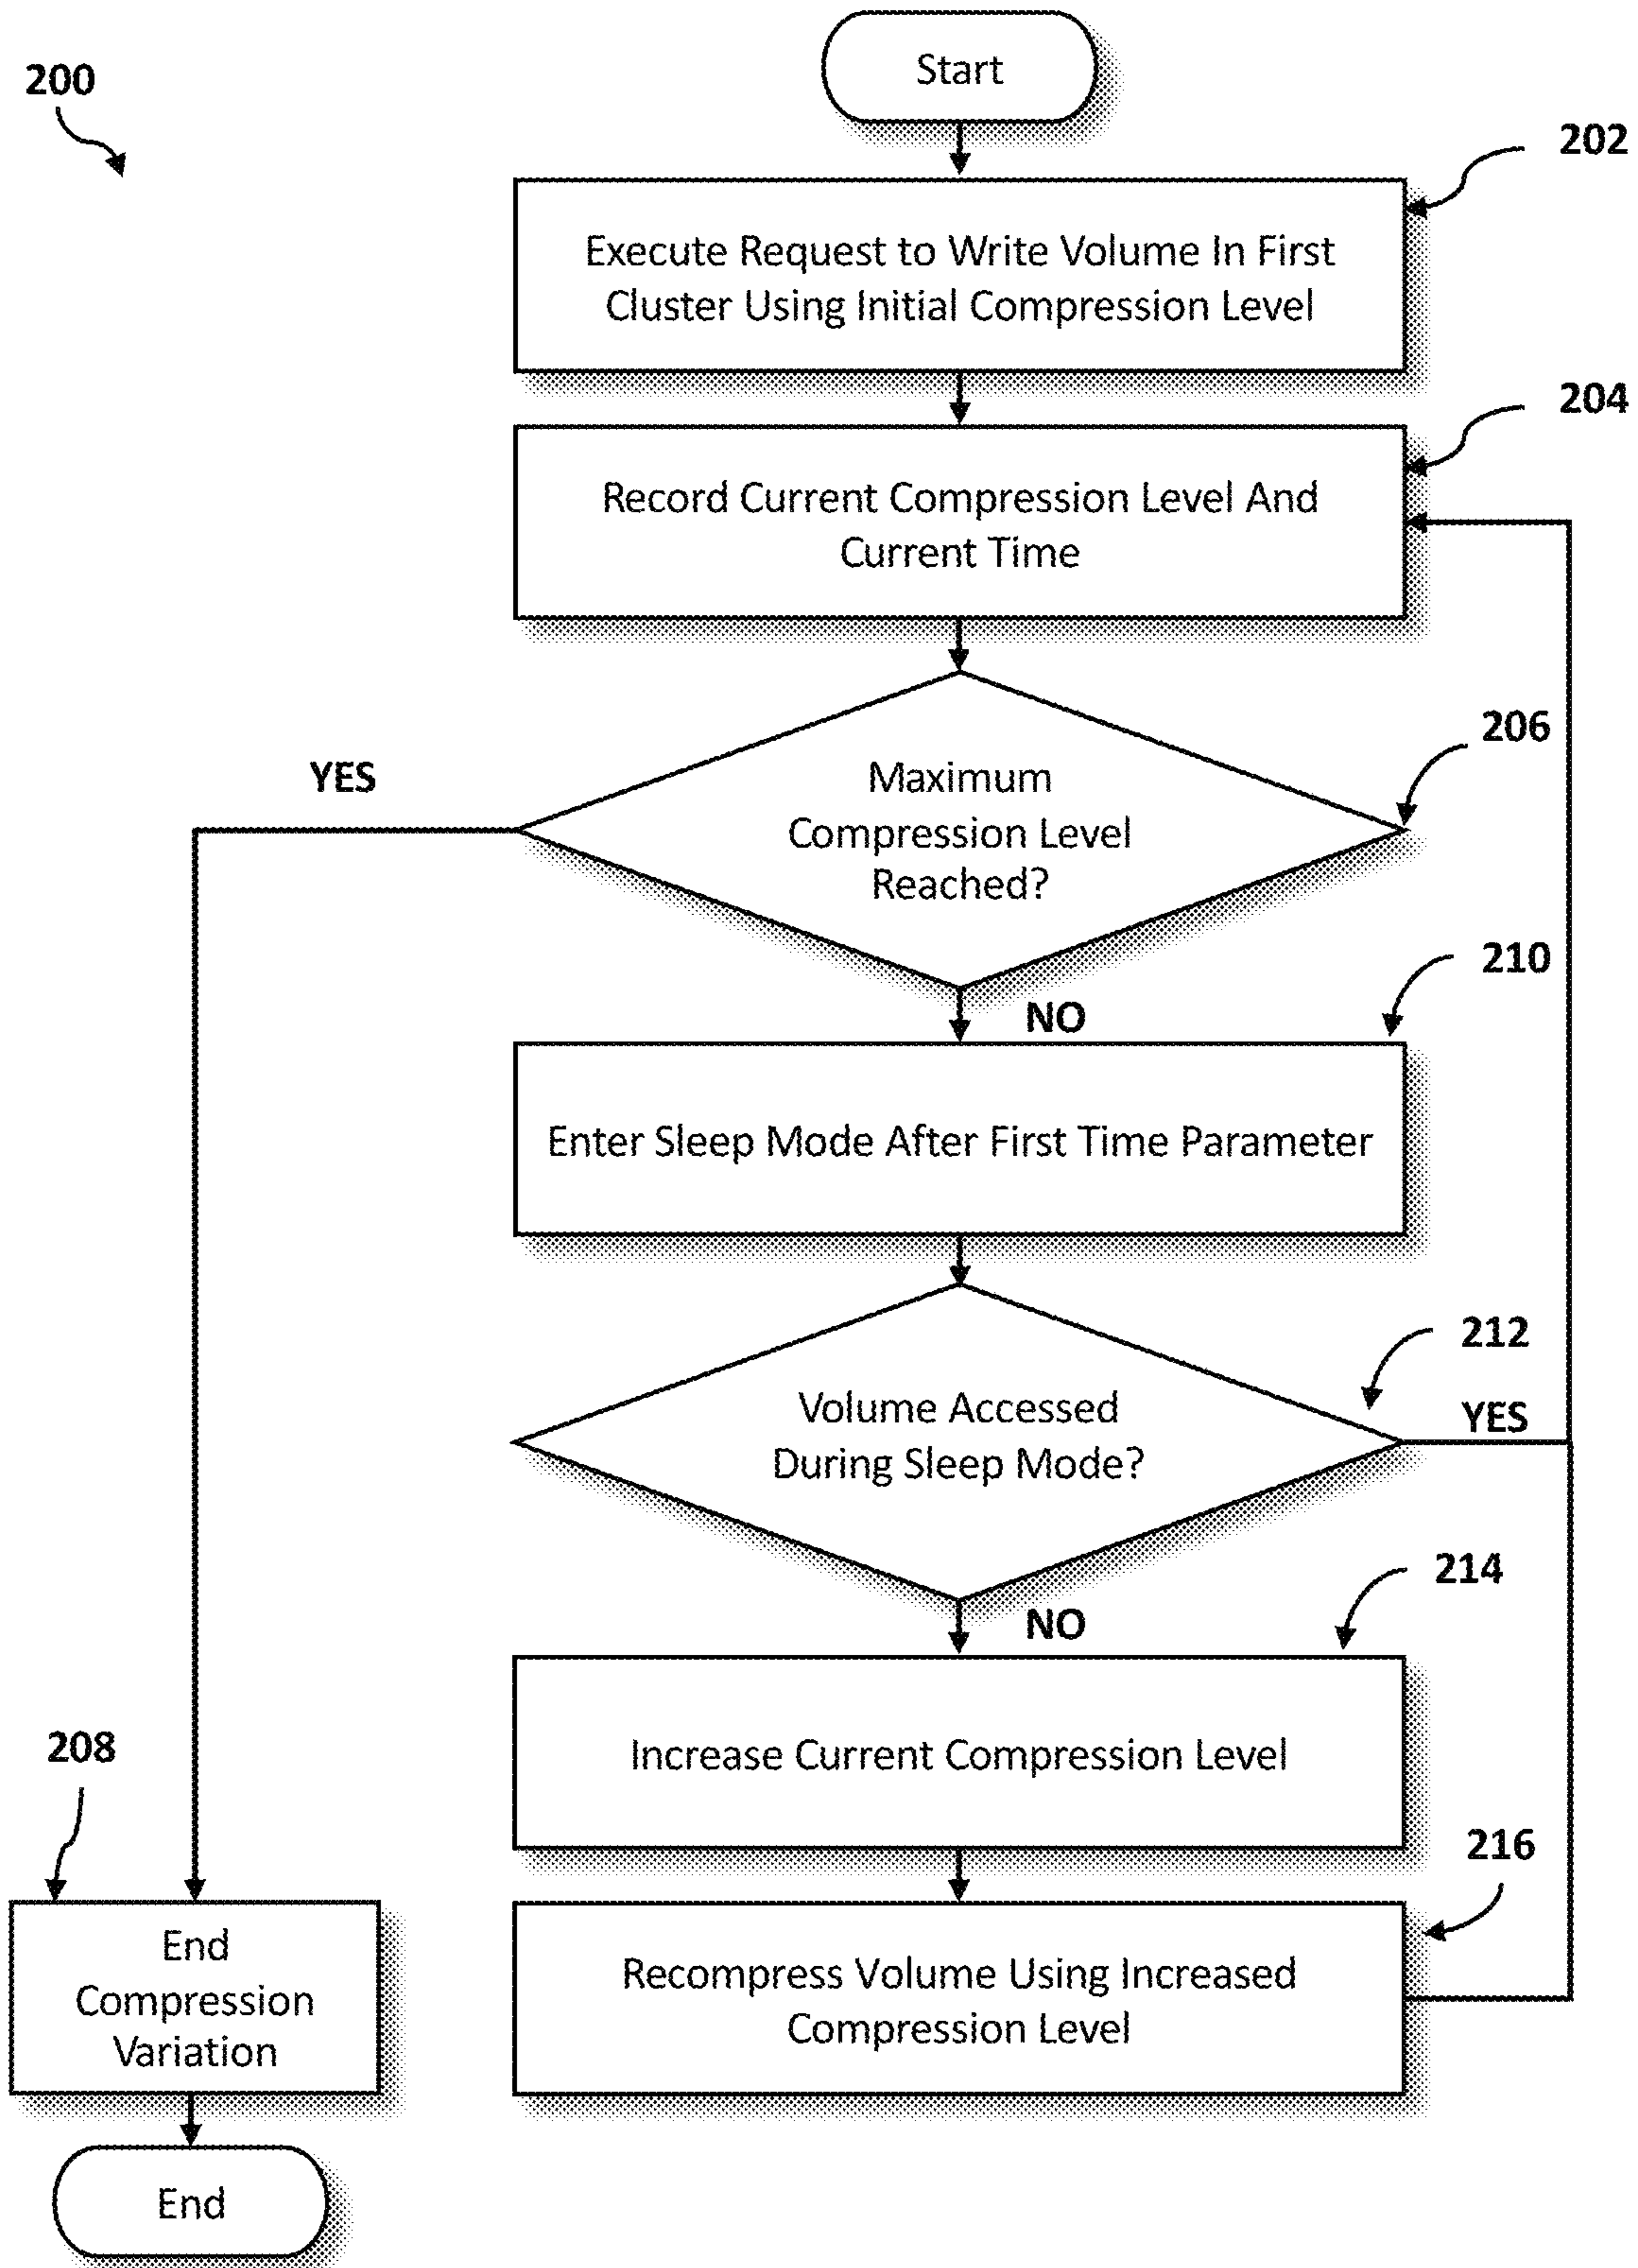 Start
200
202
Execute Request to Write Volume In First
Cluster Using Initial Compression Level
204
Record Current Compression Level And
Current Time
206
YES
Maximum
Compression Level
Reached?
210
NO
Enter Sleep Mode After First Time Parameter
212
Volume Accessed
During Sleep Mode?
YES
214
NO
Increase Current Compression Level
208
216
End
Compression
Variation
Recompress Volume Using Increased
Compression Level
End